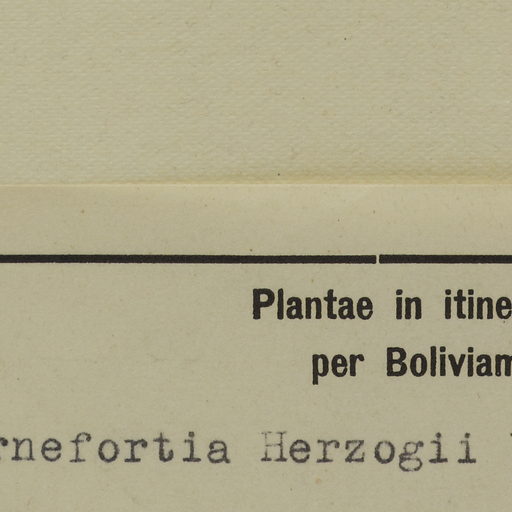 Plantae in itine
per Boliviam
rnefortia Herzogii